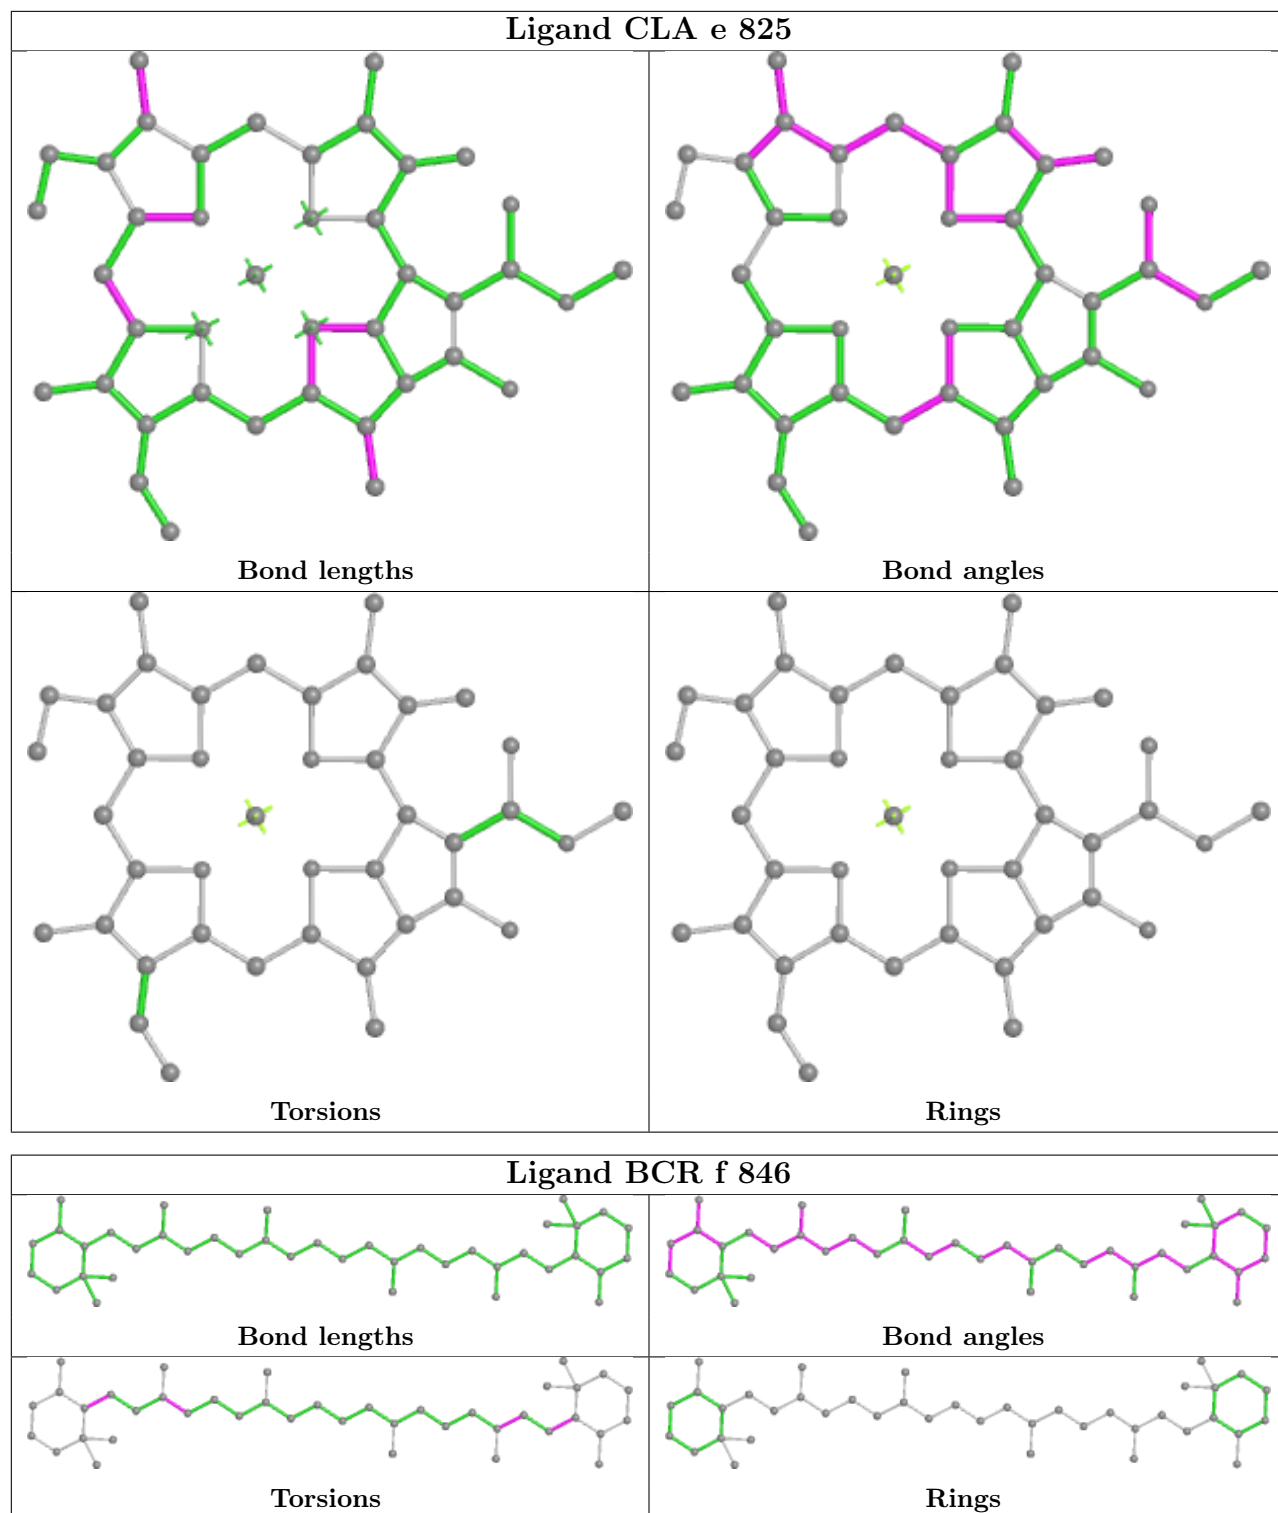 Ligand CLA e 825
Bond lengths
Bond angles
Torsions
Rings
Ligand BCR f 846
Bond lengths
Bond angles
Torsions
Rings